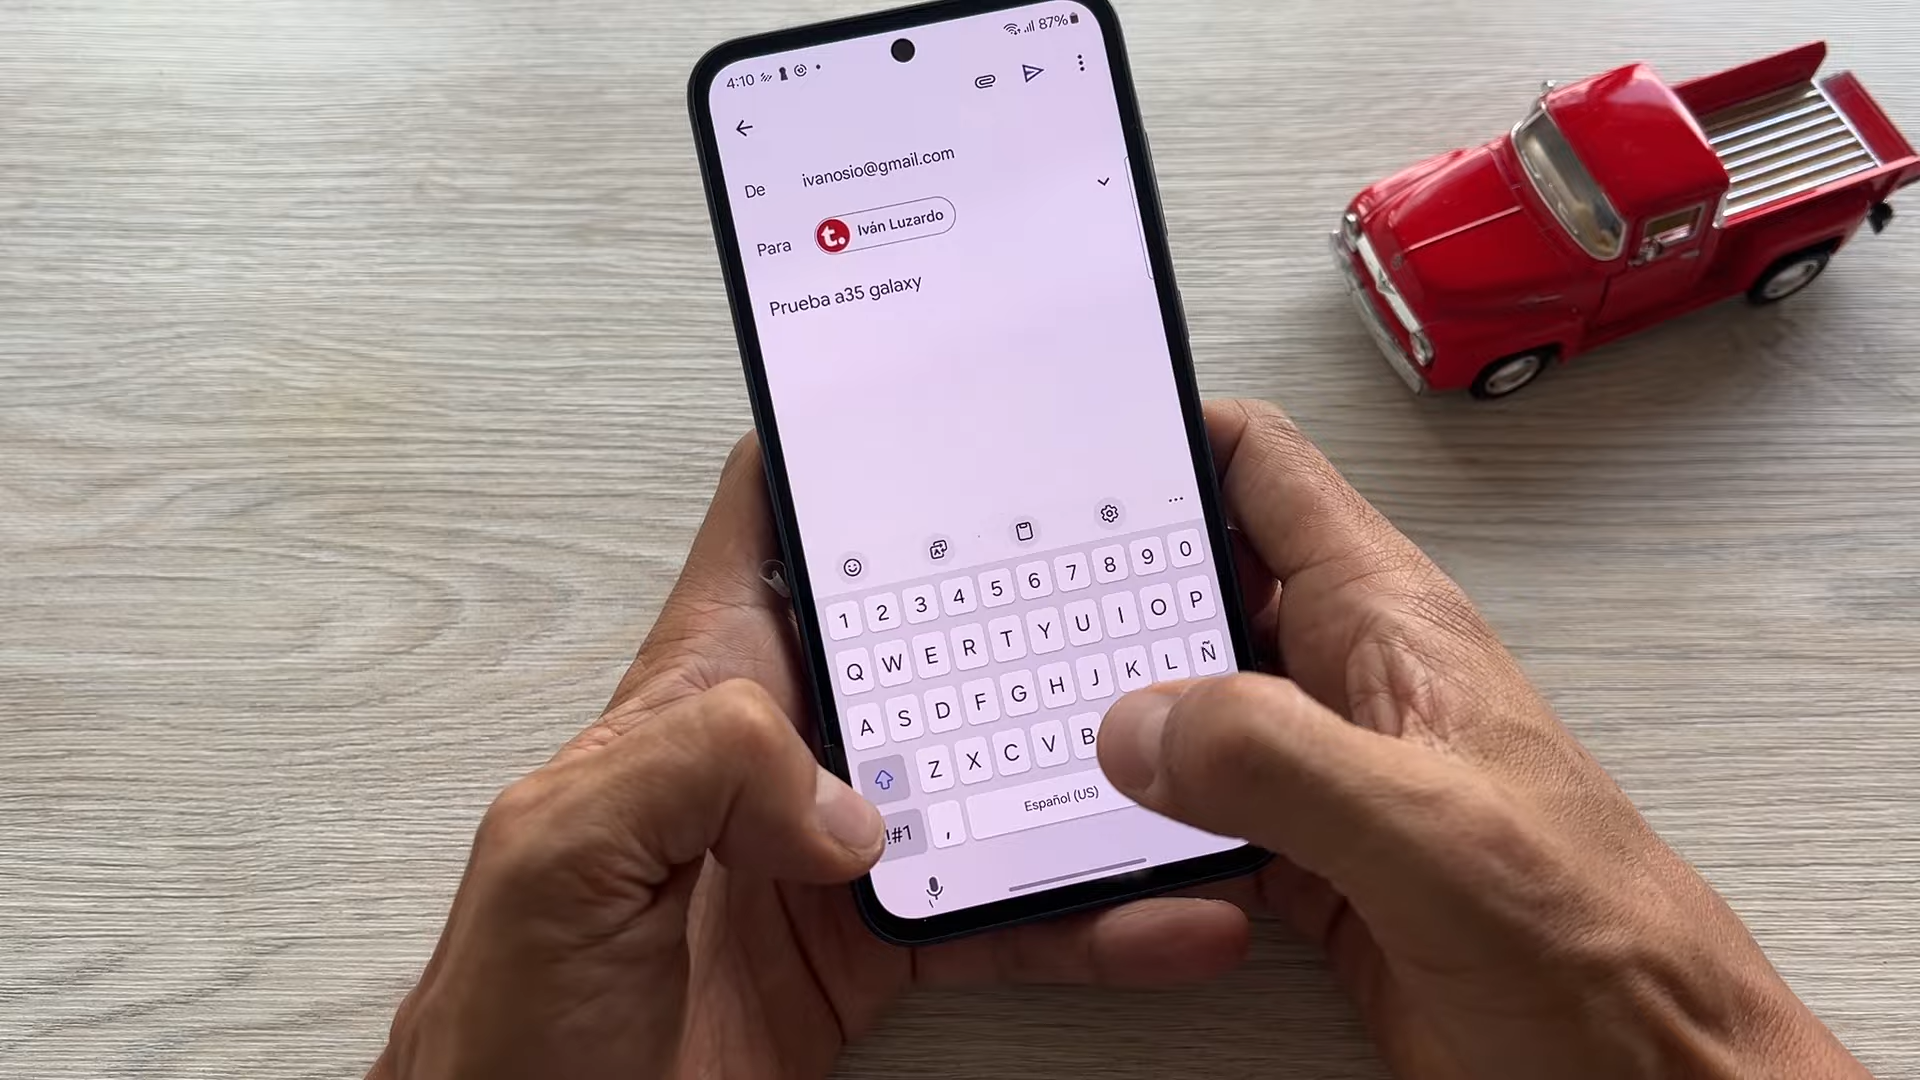 4:10
87%
De ivanosio@gmail.com
Para t. Iván Luzardo
Prueba a35 galaxy
1 2 3 4 5 6 7 8 9 0
Q W E R T Y U I O P
A S D F G H J K L Ñ
Z X C V B
!#1 , Español (US)